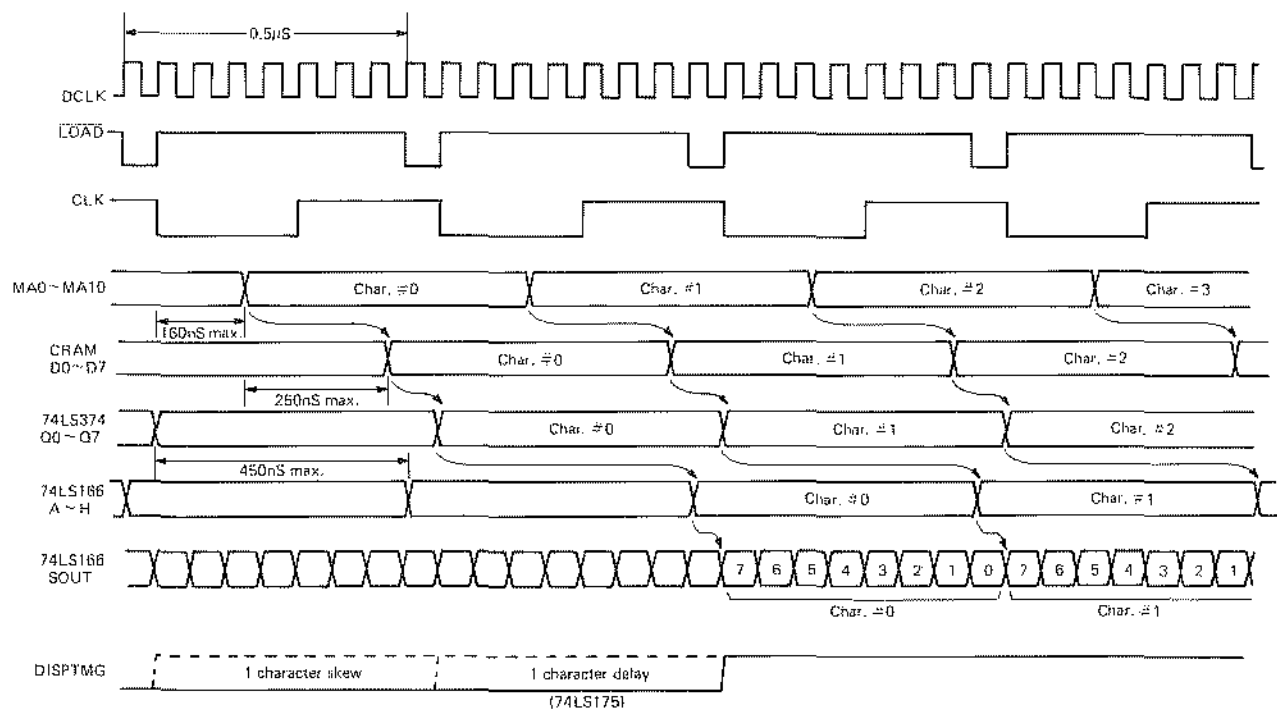 0.5µS
DCLK
LOAD
CLK
MA0~MA10
Char. #0
Char. #1
Char. #2
Char. #3
160nS max.
CRAM
D0~D7
Char. #0
Char. #1
Char. #2
250nS max.
74LS374
Q0~Q7
Char. #0
Char. #1
Char. #2
450nS max.
74LS166
A~H
Char. #0
Char. #1
74LS166
SOUT
7 6 5 4 3 2 1 0 7 6 5 4 3 2 1
Char. #0
Char. #1
DISPTMG
1 character skew
1 character delay
(74LS175)